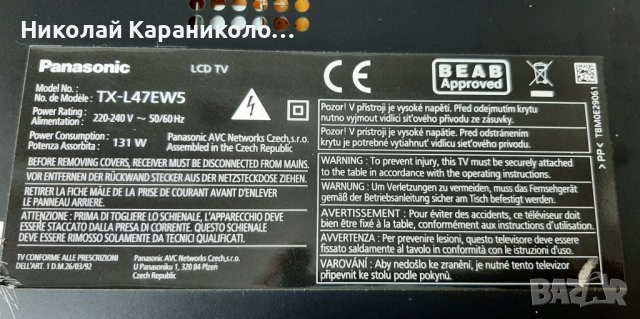 Николай Караниколо...
Panasonic LCD TV
Model No. :
No. de Modèle : TX-L47EW5
Power Rating :
Alimentation : 220-240 V ~ 50/60 Hz
Power Consumption :
Potenza Assorbita : 131 W
Panasonic AVC Networks Czech,s.r.o.
Assembled in the Czech Republic
CE
BEAB
Approved
BEFORE REMOVING COVERS, RECEIVER MUST BE DISCONNECTED FROM MAINS.
VOR ENTFERNEN DER RÜCKWAND STECKER AUS DER NETZSTECKDOSE ZIEHEN.
RETIRER LA FICHE MÂLE DE LA PRISE DE COURANT AVANT D'ENLEVER
LE PANNEAU ARRIERE.
ATTENZIONE : PRIMA DI TOGLIERE LO SCHIENALE, L'APPARECCHIO DEVE
ESSERE STACCATO DALLA PRESA DI CORRENTE. QUESTO SCHIENALE
DEVE ESSERE RIMOSSO SOLAMENTE DA TECNICI SPECIALIZZATI.
TV CONFORME ALLE PRESCRIZIONI
DELL'ART. 1 D.M.26/03/92
Panasonic AVC Networks Czech,s.r.o.
U Panasoniku 1, 320 84 Plzeň
Czech Republic
Pozor! V přístroji je vysoké napětí. Před odejmutím krytu
nutno vyjmout vidlici síťového přívodu ze zásuvky.
Pozor! V prístroji je vysoké napätie. Pred odstránením
krytu je potrebné vytiahnuť vidlicu sieťového prívodu.
WARNING : To prevent injury, this TV must be securely attached
to the table in accordance with the operating instructions.
WARNUNG : Um Verletzungen zu vermeiden, muss das Fernsehgerät
gemäß der Betriebsanleitung sicher am Tisch befestigt werden.
AVERTISSEMENT : Pour éviter des accidents, ce téléviseur doit
bien être fixé à la table, conformément aux instructions d'utilisation.
AVVERTENZA : Per prevenire lesioni, questo televisore deve essere
fissato saldamente al tavolo in conformità con le istruzioni d'uso.
VAROVÁNÍ : Aby nedošlo ke zranění, je nutné tento televizor
připevnit ke stolu podle pokynů.
TBM0E29061
>PP<
BAZAR